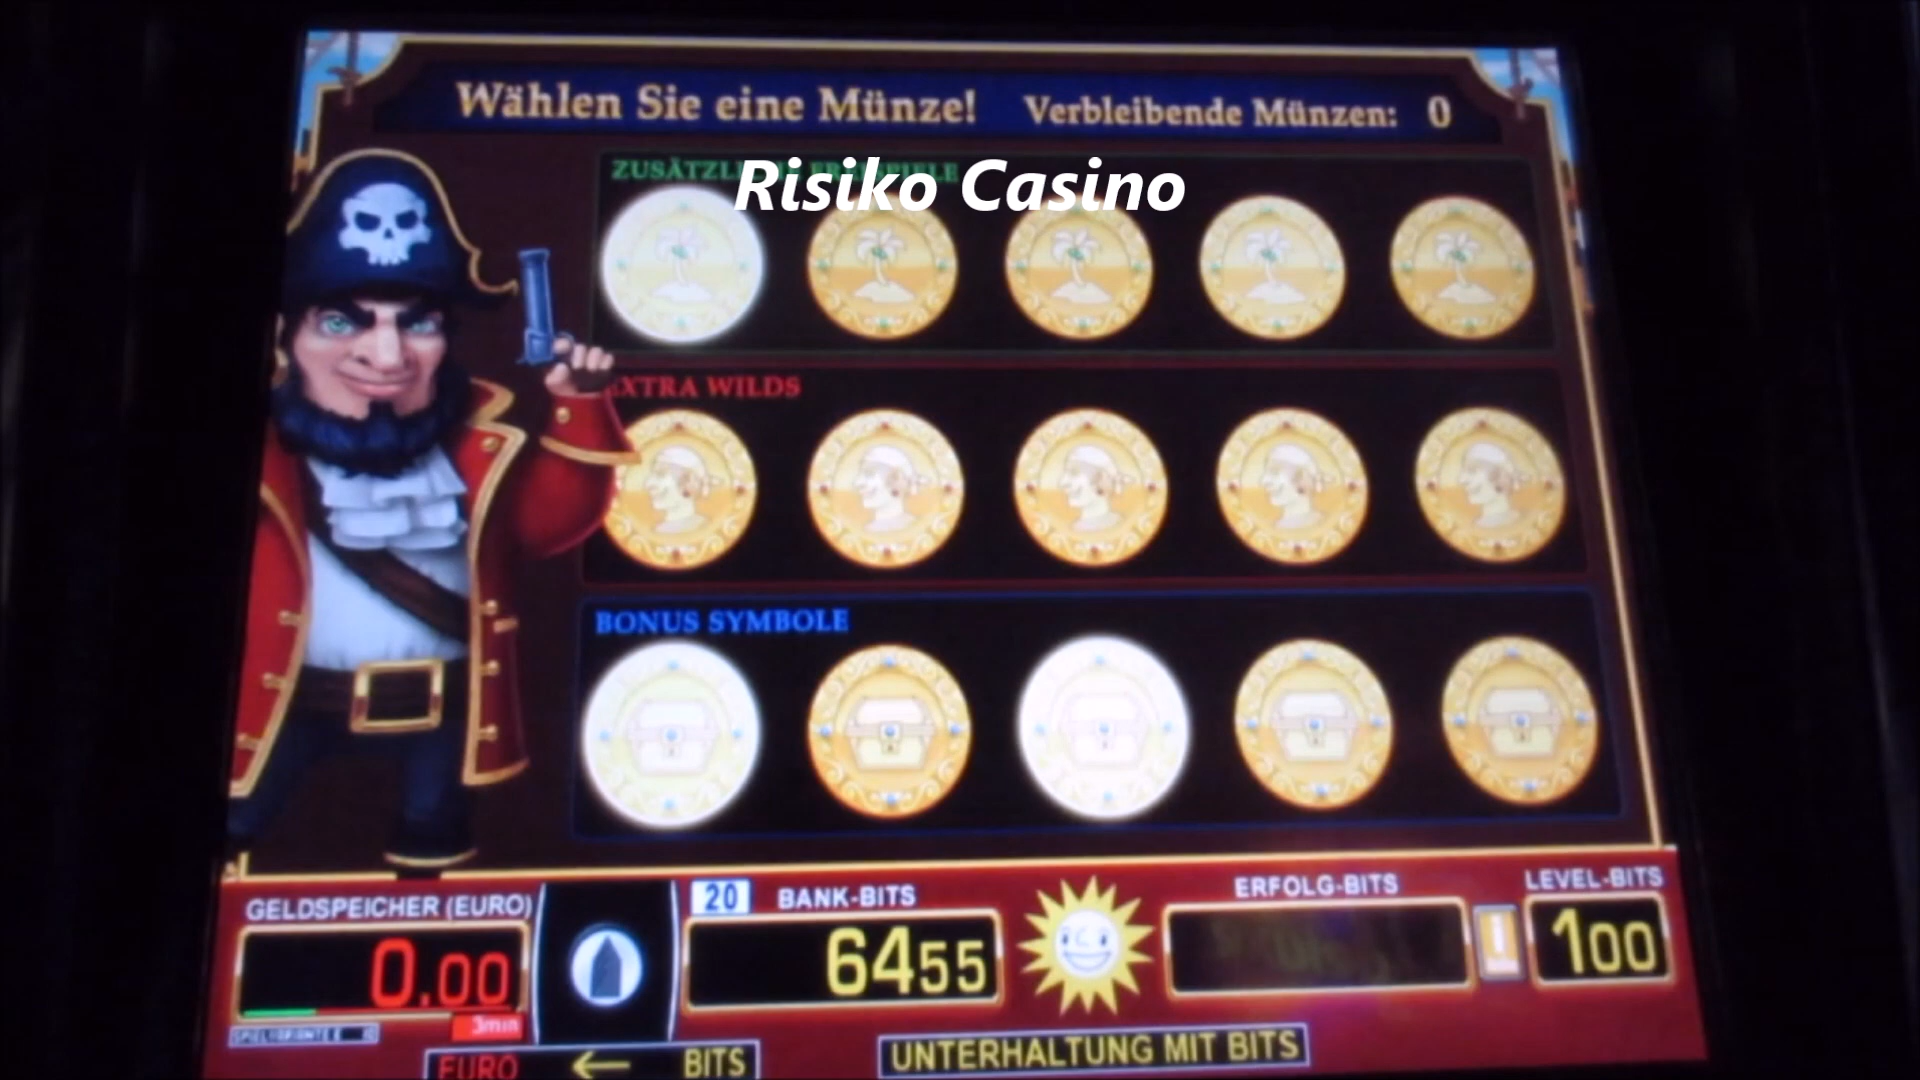 Wählen Sie eine Münze! Verbleibende Münzen: 0
Risiko Casino
EXTRA WILDS
BONUS SYMBOLE
GELDSPEICHER (EURO) 20 BANK-BITS ERFOLG-BITS LEVEL-BITS
0.00 6455 100
3min
EURO ← BITS UNTERHALTUNG MIT BITS